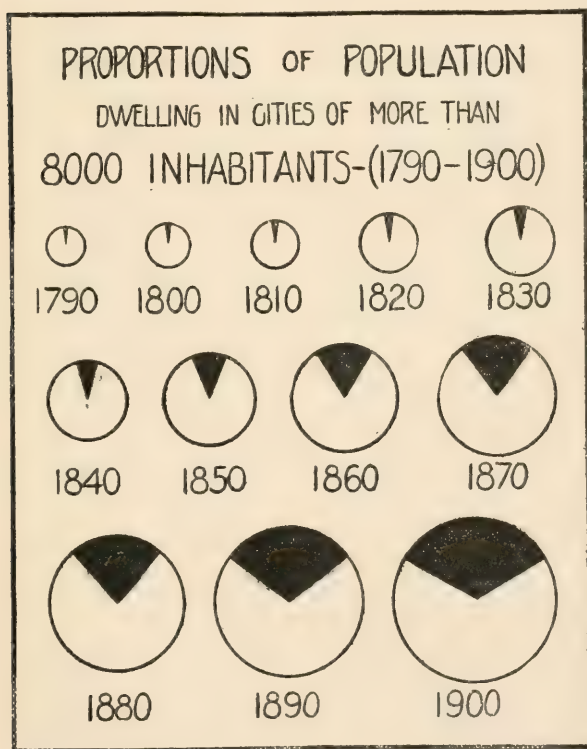 PROPORTIONS OF POPULATION
DWELLING IN CITIES OF MORE THAN
8000 INHABITANTS-(1790-1900)
1790 1800 1810 1820 1830
1840 1850 1860 1870
1880 1890 1900